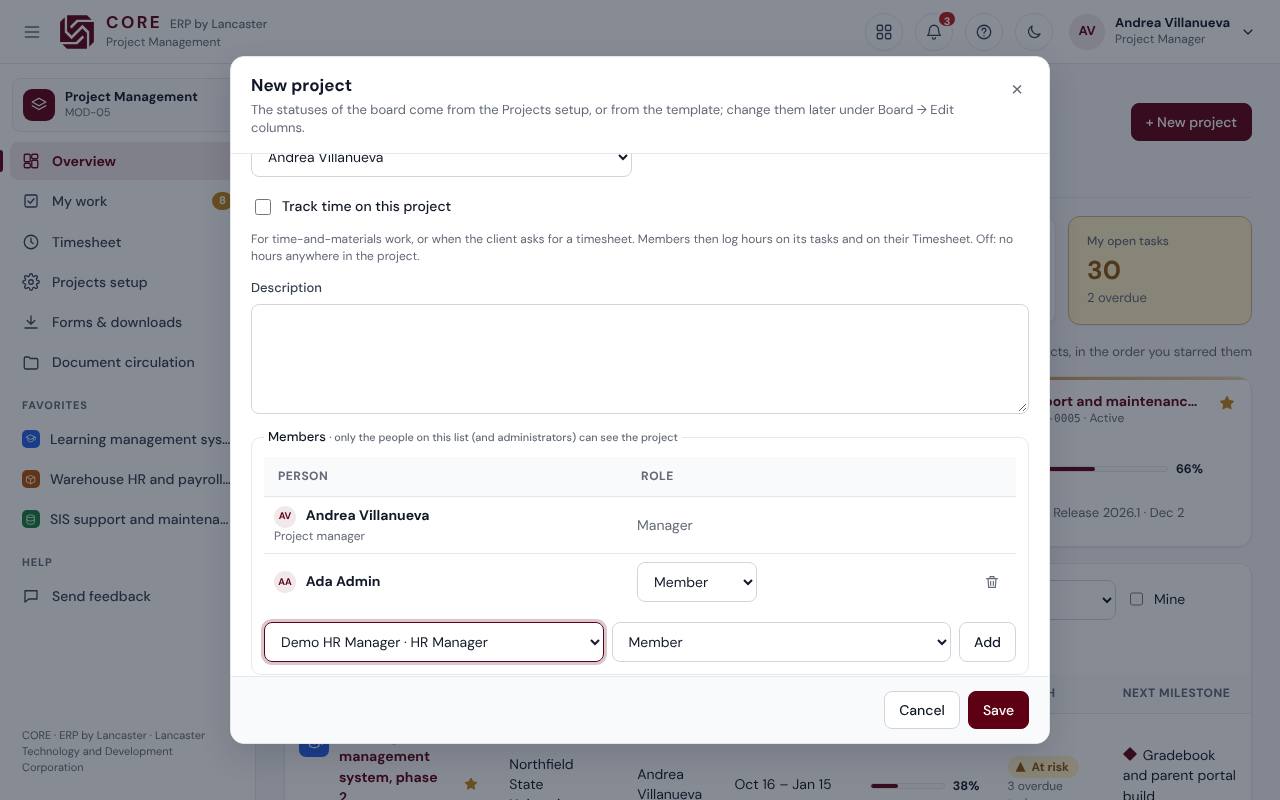 CORE ERP by Lancaster
Project Management
3
AV
Andrea Villanueva
Project Manager
Project Management
MOD-05
Overview
My work
8
Timesheet
Projects setup
Forms & downloads
Document circulation
FAVORITES
Learning management sys...
Warehouse HR and payroll...
SIS support and maintena...
HELP
Send feedback
CORE · ERP by Lancaster · Lancaster
Technology and Development
Corporation
New project
The statuses of the board come from the Projects setup, or from the template; change them later under Board → Edit
columns.
Andrea Villanueva
Track time on this project
For time-and-materials work, or when the client asks for a timesheet. Members then log hours on its tasks and on their Timesheet. Off: no
hours anywhere in the project.
Description
Members · only the people on this list (and administrators) can see the project
PERSON ROLE
AV Andrea Villanueva
Project manager
Manager
AA Ada Admin
Member
Demo HR Manager · HR Manager
Member
Add
Cancel
Save
+ New project
My open tasks
30
2 overdue
cts, in the order you starred them
ort and maintenanc...
0005 · Active
66%
Release 2026.1 · Dec 2
Mine
NEXT MILESTONE
management
system, phase
2
Northfield
State
Andrea
Villanueva
Oct 16 – Jan 15
38%
At risk
3 overdue
Gradebook
and parent portal
build